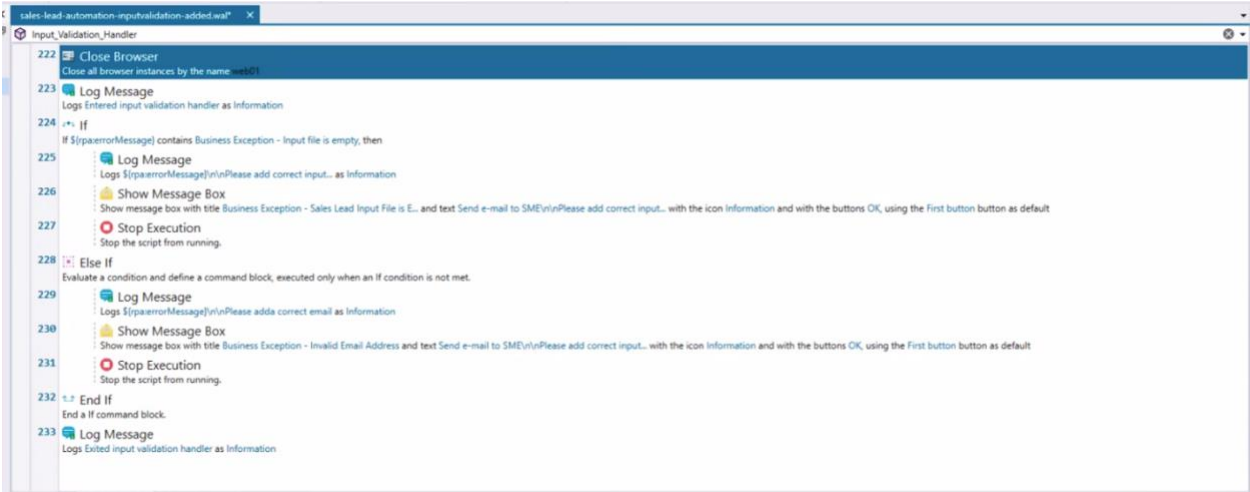 sales-lead-automation-inputvalidation-added.wal*
Input_Validation_Handler
222 Close Browser
Close all browser instances by the name web01
223 Log Message
Logs Entered input validation handler as Information
224 If
If ${rpa:errorMessage} contains Business Exception - Input file is empty, then
225 Log Message
Logs ${rpa:errorMessage}\n\nPlease add correct input... as Information
226 Show Message Box
Show message box with title Business Exception - Sales Lead Input File is E... and text Send e-mail to SME\n\nPlease add correct input... with the icon Information and with the buttons OK, using the First button button as default
227 Stop Execution
Stop the script from running.
228 Else If
Evaluate a condition and define a command block, executed only when an If condition is not met.
229 Log Message
Logs ${rpa:errorMessage}\n\nPlease adda correct email as Information
230 Show Message Box
Show message box with title Business Exception - Invalid Email Address and text Send e-mail to SME\n\nPlease add correct input... with the icon Information and with the buttons OK, using the First button button as default
231 Stop Execution
Stop the script from running.
232 End If
End a If command block.
233 Log Message
Logs Exited input validation handler as Information